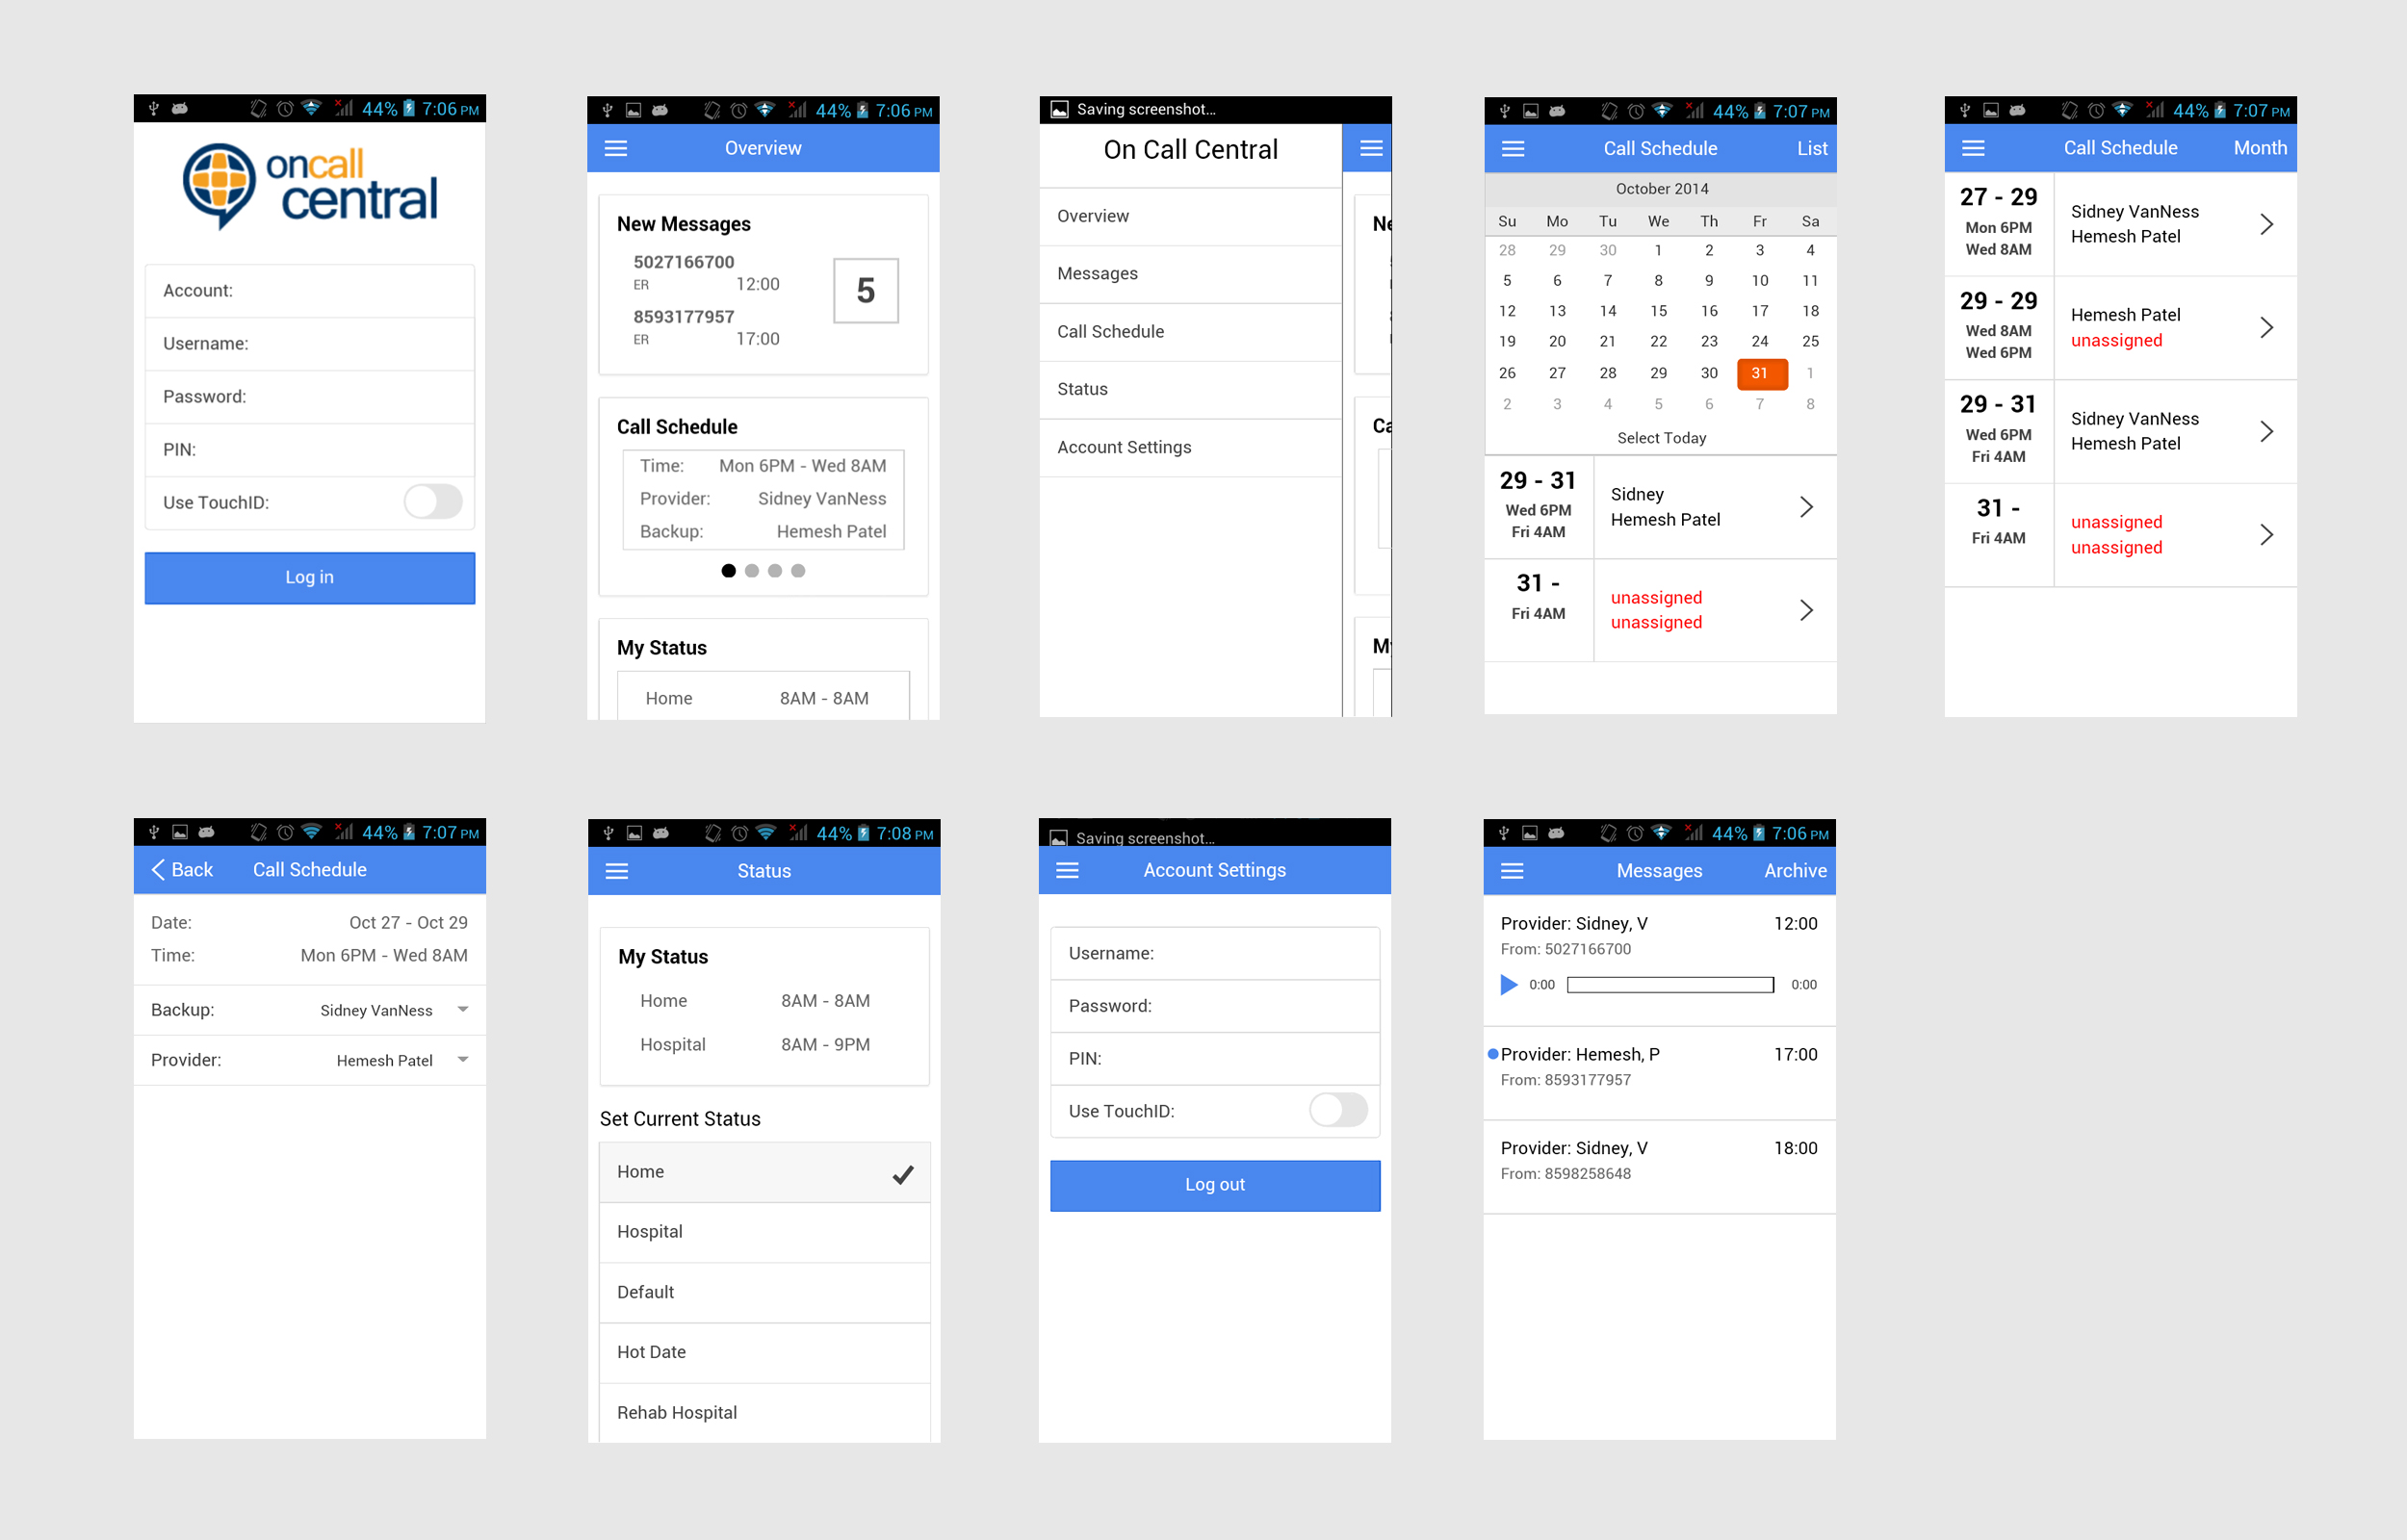 44% 7:06 PM
oncall
central
Account:
Username:
Password:
PIN:
Use TouchID:
Log in
44% 7:06 PM
Overview
New Messages
5027166700
ER 12:00
8593177957
ER 17:00
5
Call Schedule
Time: Mon 6PM - Wed 8AM
Provider: Sidney VanNess
Backup: Hemesh Patel
My Status
Home 8AM - 8AM
Saving screenshot...
On Call Central
Overview
Messages
Call Schedule
Status
Account Settings
Ne
Ca
My
44% 7:07 PM
Call Schedule List
October 2014
Su Mo Tu We Th Fr Sa
28 29 30 1 2 3 4
5 6 7 8 9 10 11
12 13 14 15 16 17 18
19 20 21 22 23 24 25
26 27 28 29 30 31 1
2 3 4 5 6 7 8
Select Today
29 - 31
Wed 6PM
Fri 4AM
Sidney
Hemesh Patel
31 -
Fri 4AM
unassigned
unassigned
44% 7:07 PM
Call Schedule Month
27 - 29
Mon 6PM
Wed 8AM
Sidney VanNess
Hemesh Patel
29 - 29
Wed 8AM
Wed 6PM
Hemesh Patel
unassigned
29 - 31
Wed 6PM
Fri 4AM
Sidney VanNess
Hemesh Patel
31 -
Fri 4AM
unassigned
unassigned
44% 7:07 PM
Back Call Schedule
Date: Oct 27 - Oct 29
Time: Mon 6PM - Wed 8AM
Backup: Sidney VanNess
Provider: Hemesh Patel
44% 7:08 PM
Status
My Status
Home 8AM - 8AM
Hospital 8AM - 9PM
Set Current Status
Home
Hospital
Default
Hot Date
Rehab Hospital
Saving screenshot...
Account Settings
Username:
Password:
PIN:
Use TouchID:
Log out
44% 7:06 PM
Messages Archive
Provider: Sidney, V 12:00
From: 5027166700
0:00 0:00
Provider: Hemesh, P 17:00
From: 8593177957
Provider: Sidney, V 18:00
From: 8598258648